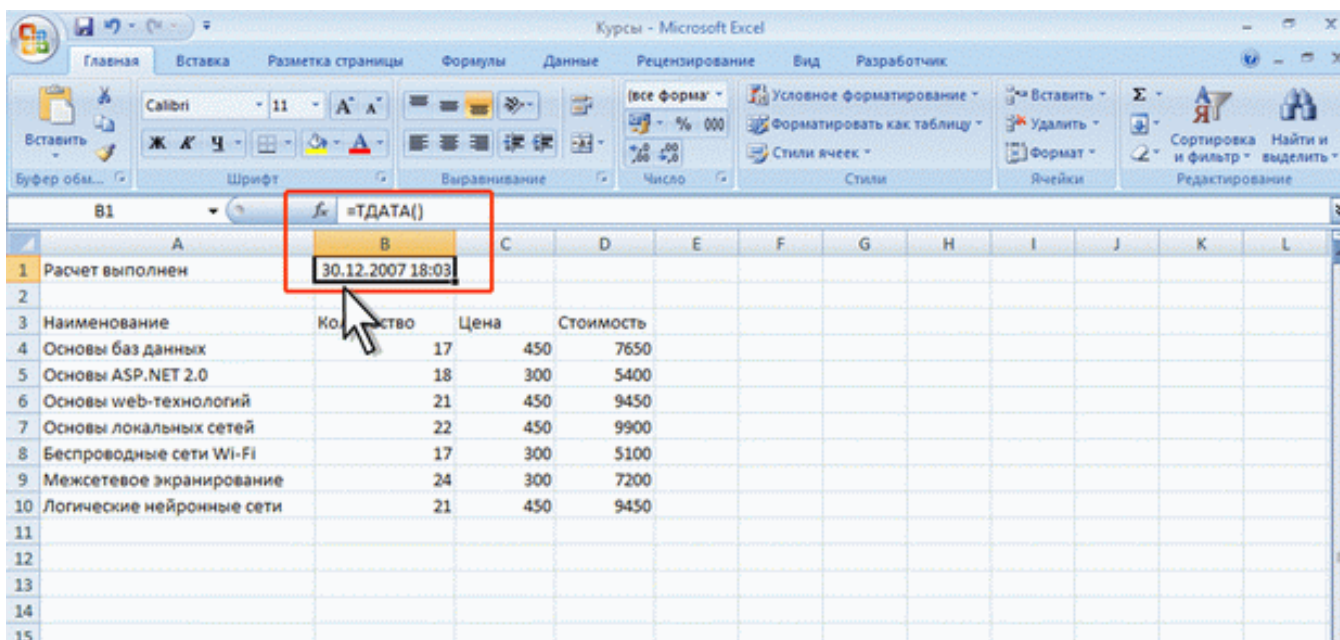 Курсы - Microsoft Excel
Главная Вставка Разметка страницы Формулы Данные Рецензирование Вид Разработчик
Calibri 11 (все форма Условное форматирование Вставить Σ
Вставить Ж К Ч % 000 Форматировать как таблицу Удалить Сортировка и фильтр Найти и выделить
Стили ячеек Формат
Буфер обм... Шрифт Выравнивание Число Стили Ячейки Редактирование
B1 fx =ТДАТА()
A B C D E F G H I J K L
1 Расчет выполнен 30.12.2007 18:03
2
3 Наименование Цена Стоимость
4 Основы баз данных 17 450 7650
5 Основы ASP.NET 2.0 18 300 5400
6 Основы web-технологий 21 450 9450
7 Основы локальных сетей 22 450 9900
8 Беспроводные сети Wi-Fi 17 300 5100
9 Межсетевое экранирование 24 300 7200
10 Логические нейронные сети 21 450 9450
11
12
13
14
15